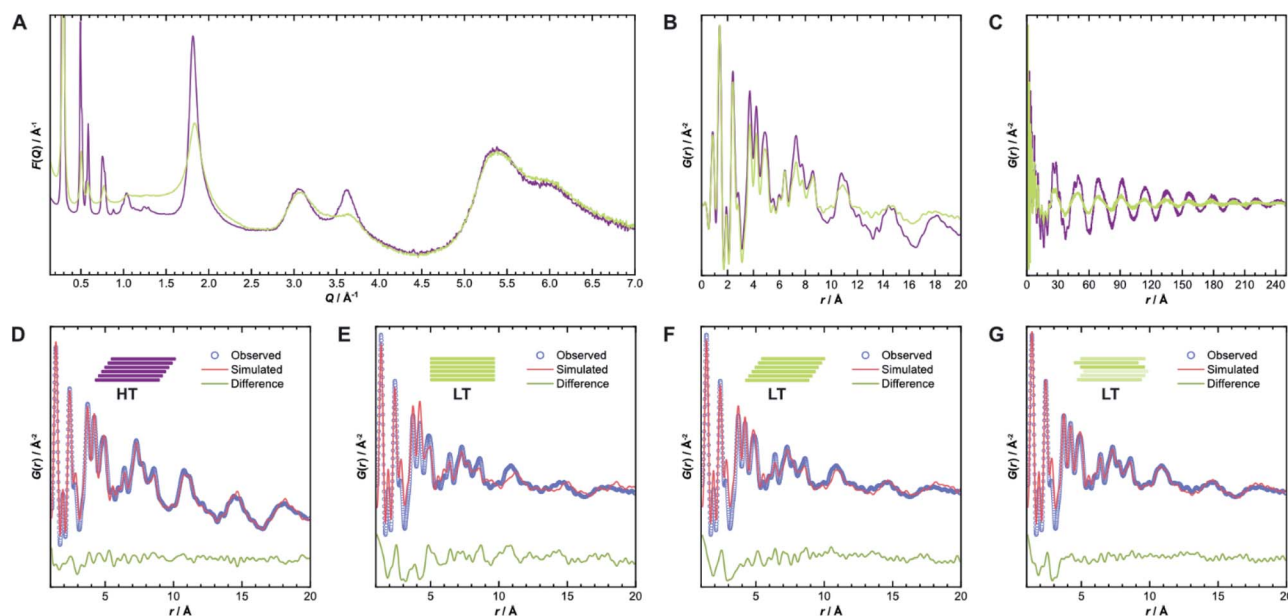 A
B
C
F(Q) / Å-1
0.5 1.0 1.5 2.0 2.5 3.0 3.5 4.0 4.5 5.0 5.5 6.0 6.5 7.0
Q / Å-1
G(r) / Å-2
0 2 4 6 8 10 12 14 16 18 20
r / Å
G(r) / Å-2
0 30 60 90 120 150 180 210 240
r / Å
D
Observed
Simulated
Difference
HT
G(r) / Å-2
5 10 15 20
r / Å
E
Observed
Simulated
Difference
LT
G(r) / Å-2
5 10 15 20
r / Å
F
Observed
Simulated
Difference
LT
G(r) / Å-2
5 10 15 20
r / Å
G
Observed
Simulated
Difference
LT
G(r) / Å-2
5 10 15 20
r / Å